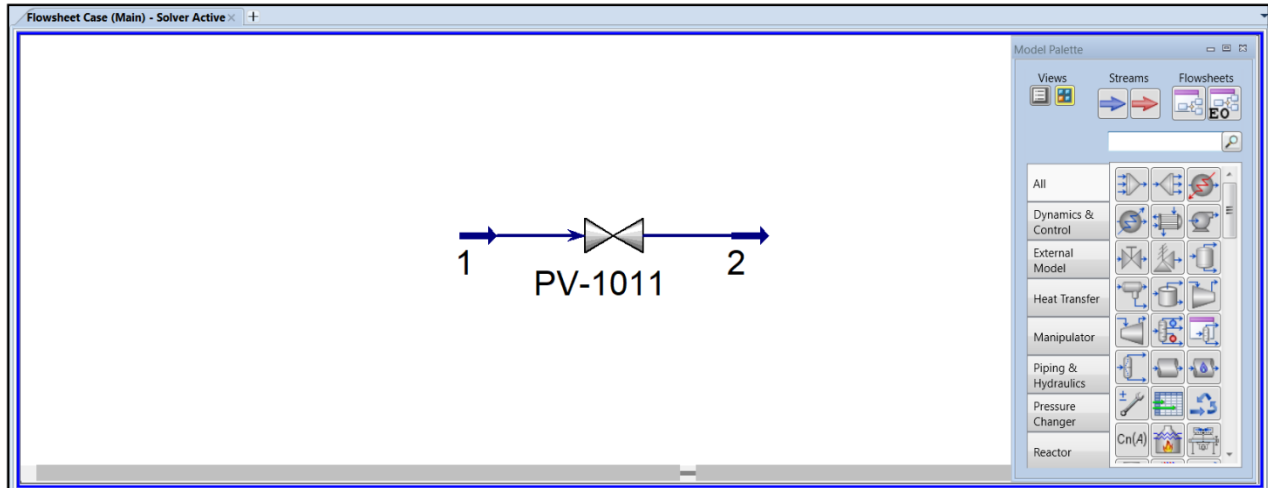 Flowsheet Case (Main) - Solver Active
Model Palette
Views Streams Flowsheets
EO
All
Dynamics &
Control
External
Model
Heat Transfer
Manipulator
Piping &
Hydraulics
Pressure
Changer
Reactor
Cn(A)
1
2
PV-1011